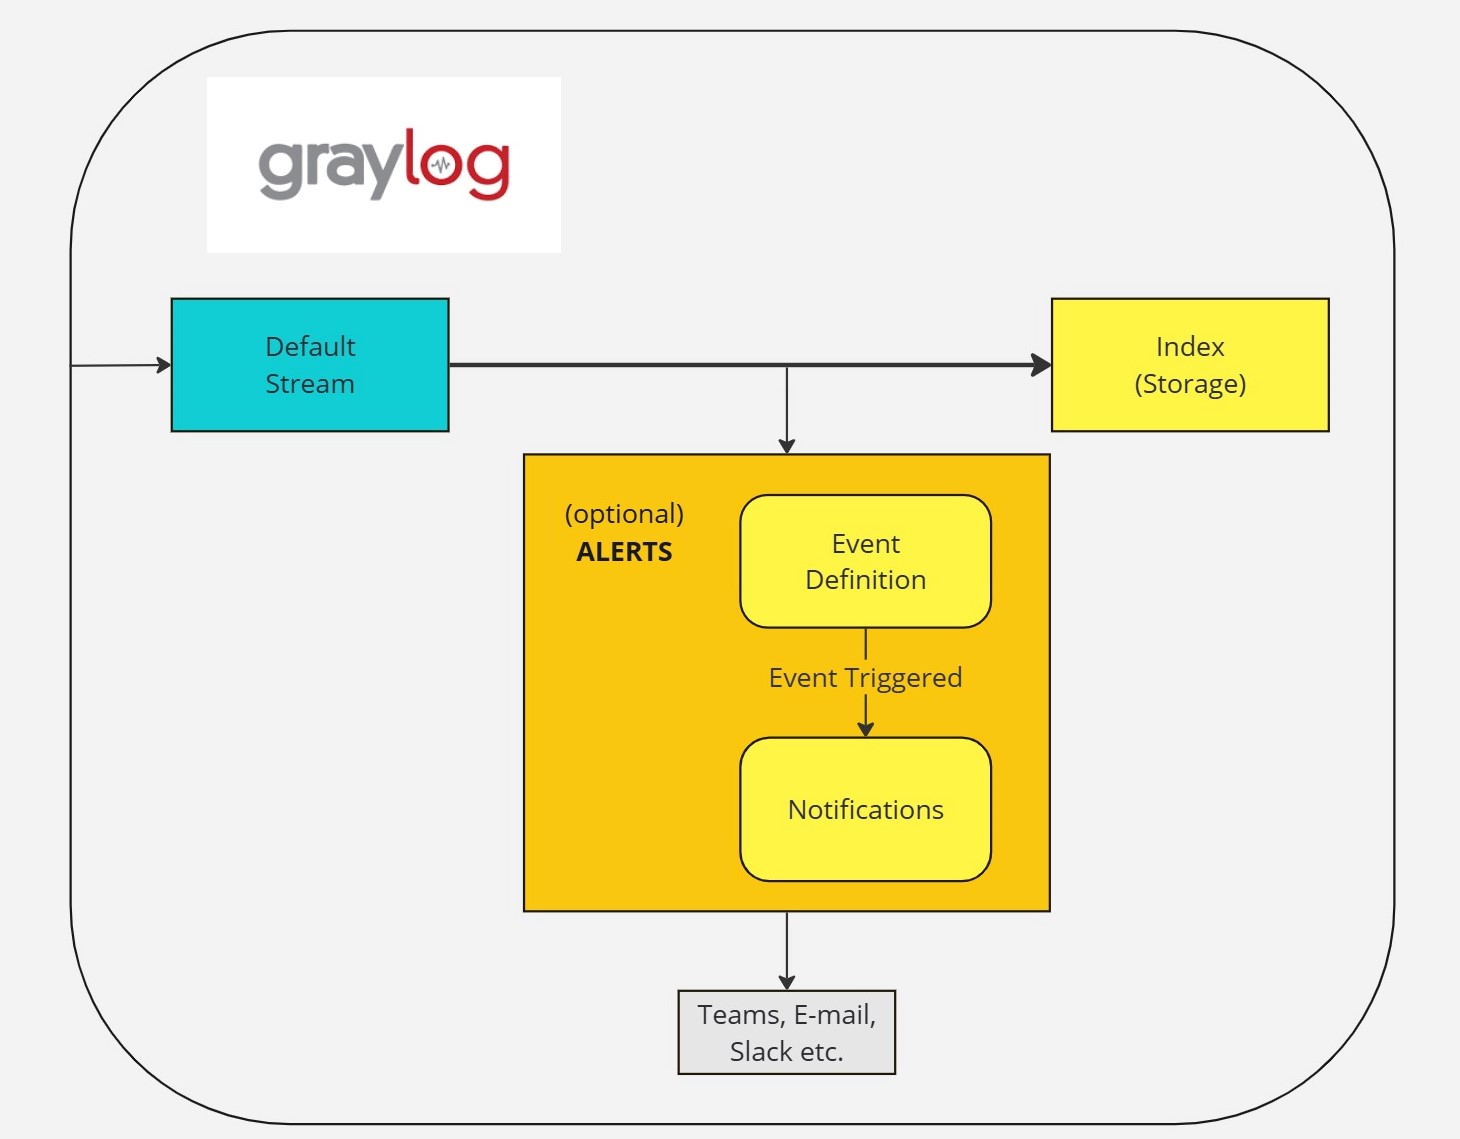 graylog
Default
Stream
Index
(Storage)
(optional)
ALERTS
Event
Definition
Event Triggered
Notifications
Teams, E-mail,
Slack etc.